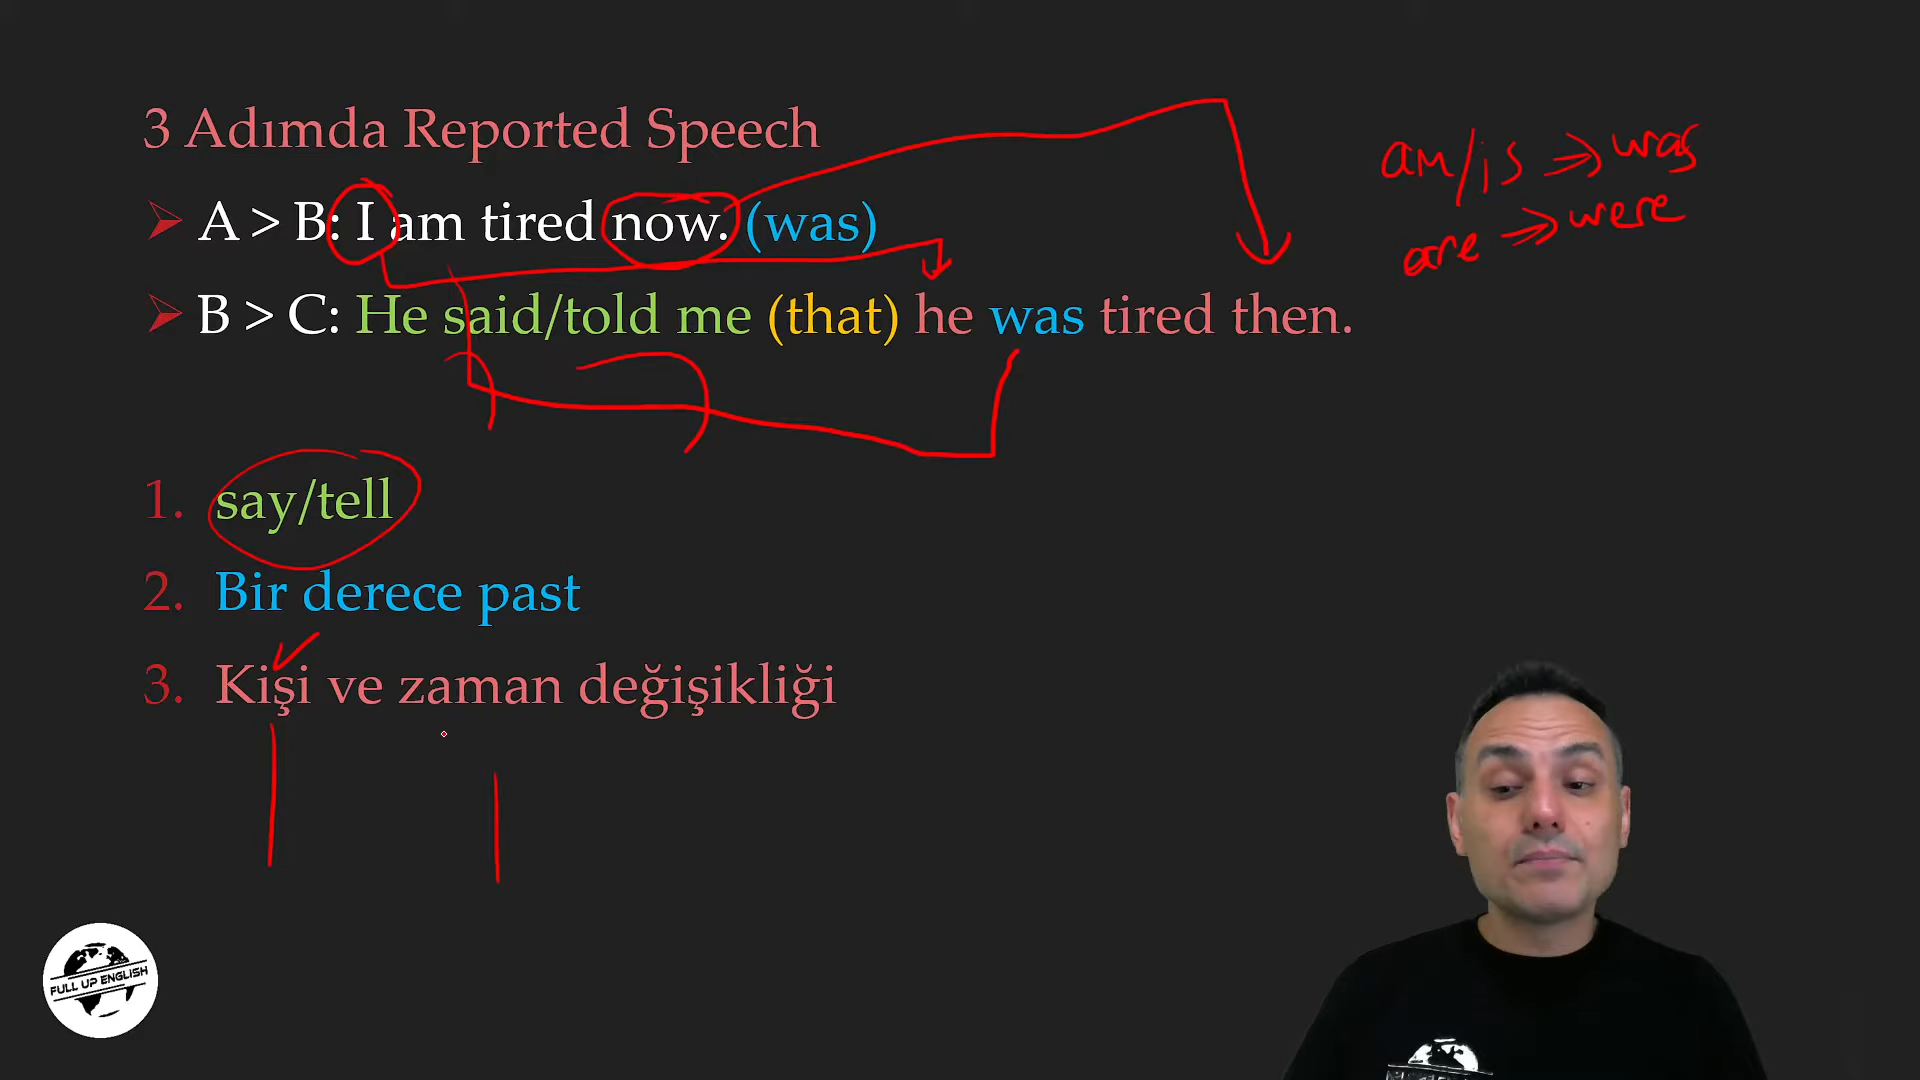 3 Adımda Reported Speech
A > B: I am tired now. (was)
B > C: He said/told me (that) he was tired then.
am/is ⇒ was
are ⇒ were
1. say/tell
2. Bir derece past
3. Kişi ve zaman değişikliği
FULL UP ENGLISH